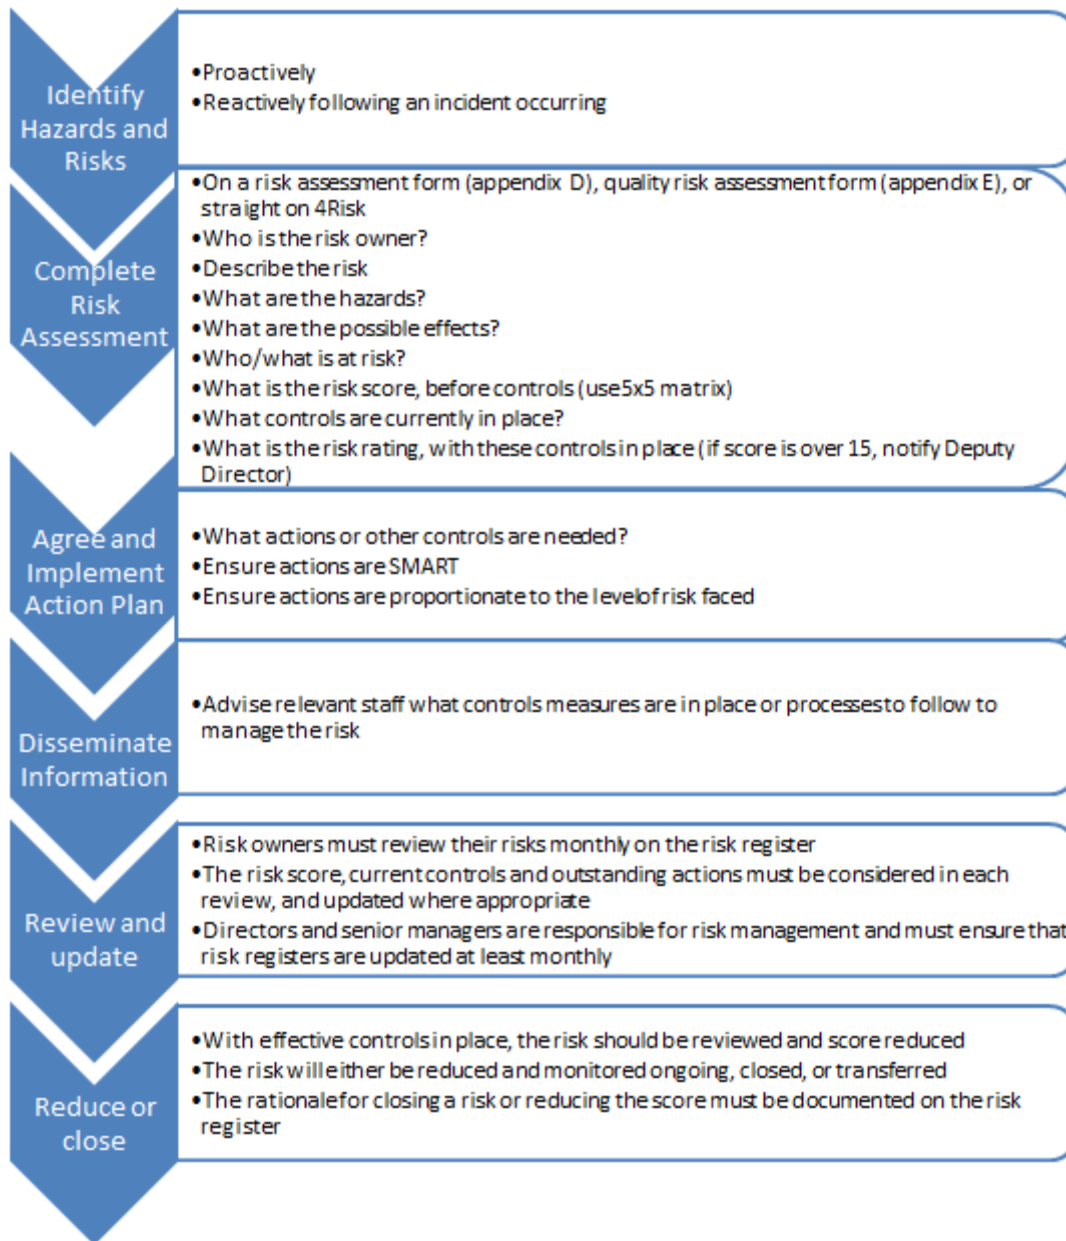 Identify
Hazards and
Risks
•Proactively
•Reactively following an incident occurring
Complete
Risk
Assessment
•On a risk assessment form (appendix D), quality risk assessment form (appendix E), or
straight on 4Risk
•Who is the risk owner?
•Describe the risk
•What are the hazards?
•What are the possible effects?
•Who/what is at risk?
•What is the risk score, before controls (use 5x5 matrix)
•What controls are currently in place?
•What is the risk rating, with these controls in place (if score is over 15, notify Deputy
Director)
Agree and
Implement
Action Plan
•What actions or other controls are needed?
•Ensure actions are SMART
•Ensure actions are proportionate to the level of risk faced
Disseminate
Information
•Advise relevant staff what controls measures are in place or processes to follow to
manage the risk
Review and
update
•Risk owners must review their risks monthly on the risk register
•The risk score, current controls and outstanding actions must be considered in each
review, and updated where appropriate
•Directors and senior managers are responsible for risk management and must ensure that
risk registers are updated at least monthly
Reduce or
close
•With effective controls in place, the risk should be reviewed and score reduced
•The risk will either be reduced and monitored ongoing, closed, or transferred
•The rationale for closing a risk or reducing the score must be documented on the risk
register